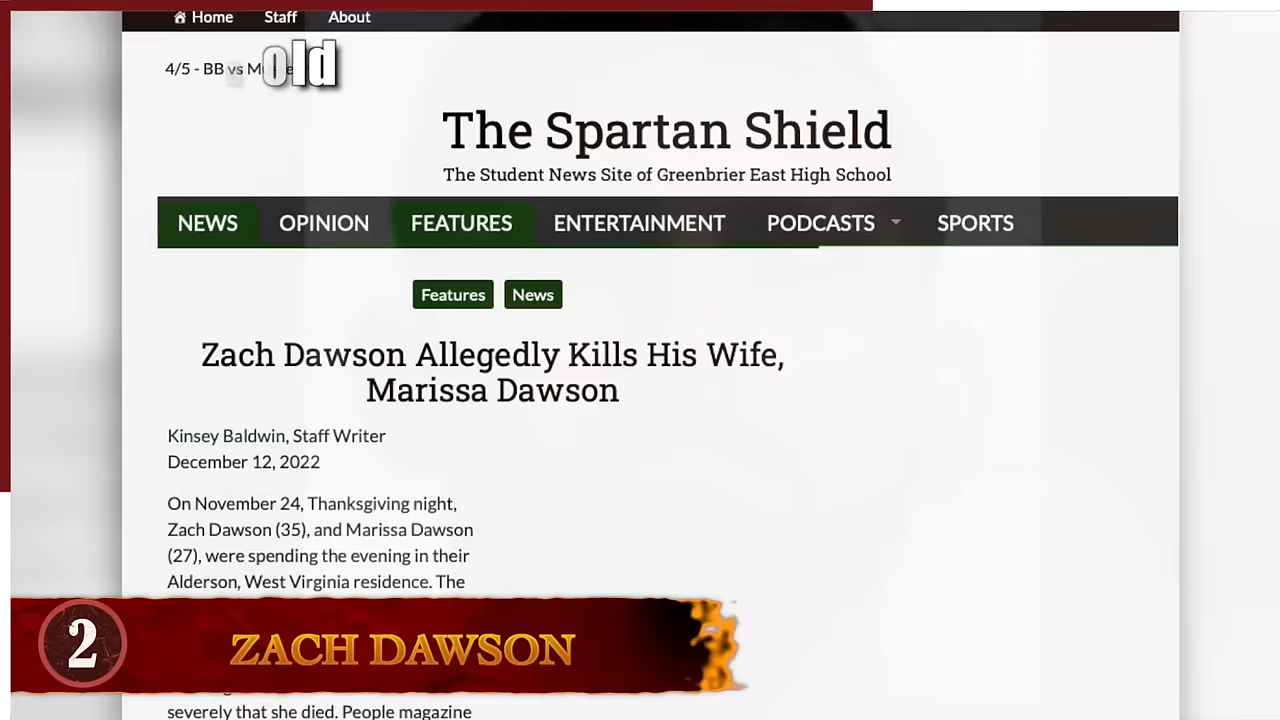 Home Staff About
4/5 - BB vs
old
The Spartan Shield
The Student News Site of Greenbrier East High School
NEWS OPINION FEATURES ENTERTAINMENT PODCASTS SPORTS
Features News
Zach Dawson Allegedly Kills His Wife,
Marissa Dawson
Kinsey Baldwin, Staff Writer
December 12, 2022
On November 24, Thanksgiving night,
Zach Dawson (35), and Marissa Dawson
(27), were spending the evening in their
Alderson, West Virginia residence. The
2 ZACH DAWSON
severely that she died. People magazine